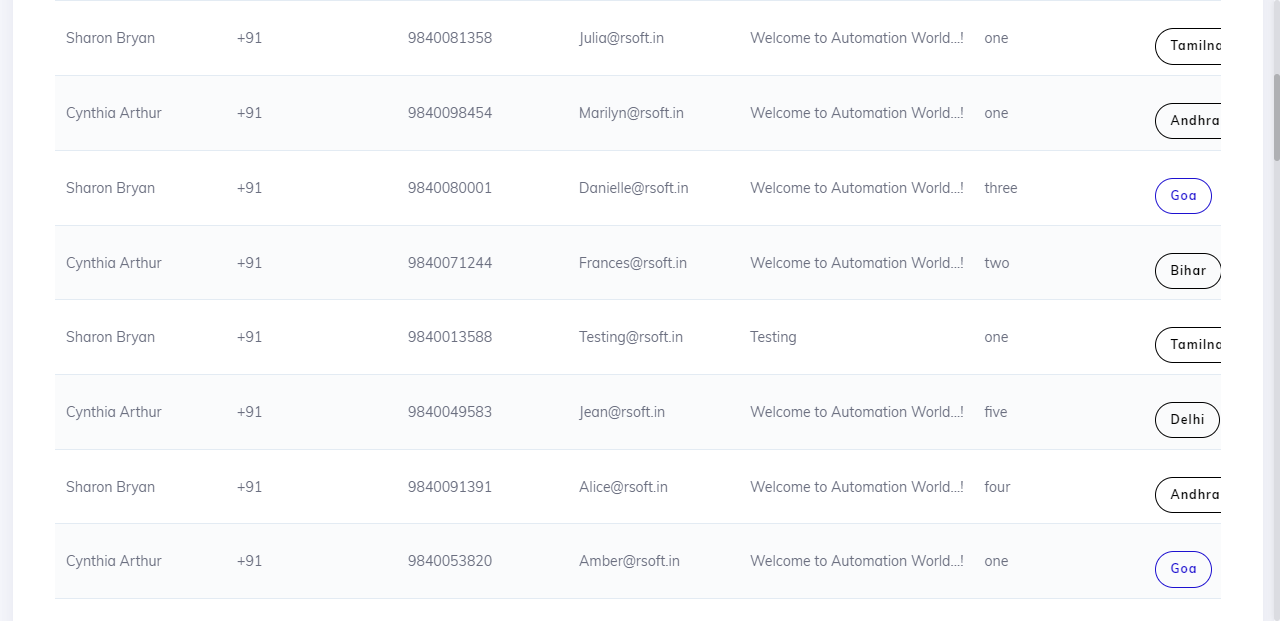 Sharon Bryan +91 9840081358 Julia@rsoft.in Welcome to Automation World...! one Tamilna
Cynthia Arthur +91 9840098454 Marilyn@rsoft.in Welcome to Automation World...! one Andhra
Sharon Bryan +91 9840080001 Danielle@rsoft.in Welcome to Automation World...! three Goa
Cynthia Arthur +91 9840071244 Frances@rsoft.in Welcome to Automation World...! two Bihar
Sharon Bryan +91 9840013588 Testing@rsoft.in Testing one Tamilna
Cynthia Arthur +91 9840049583 Jean@rsoft.in Welcome to Automation World...! five Delhi
Sharon Bryan +91 9840091391 Alice@rsoft.in Welcome to Automation World...! four Andhra
Cynthia Arthur +91 9840053820 Amber@rsoft.in Welcome to Automation World...! one Goa